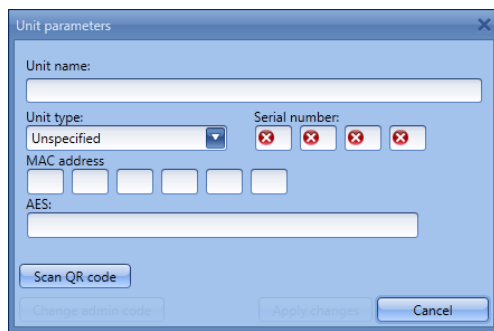 Unit parameters
Unit name:
Unit type: Serial number:
Unspecified
MAC address
AES:
Scan QR code
Change admin code Apply changes Cancel